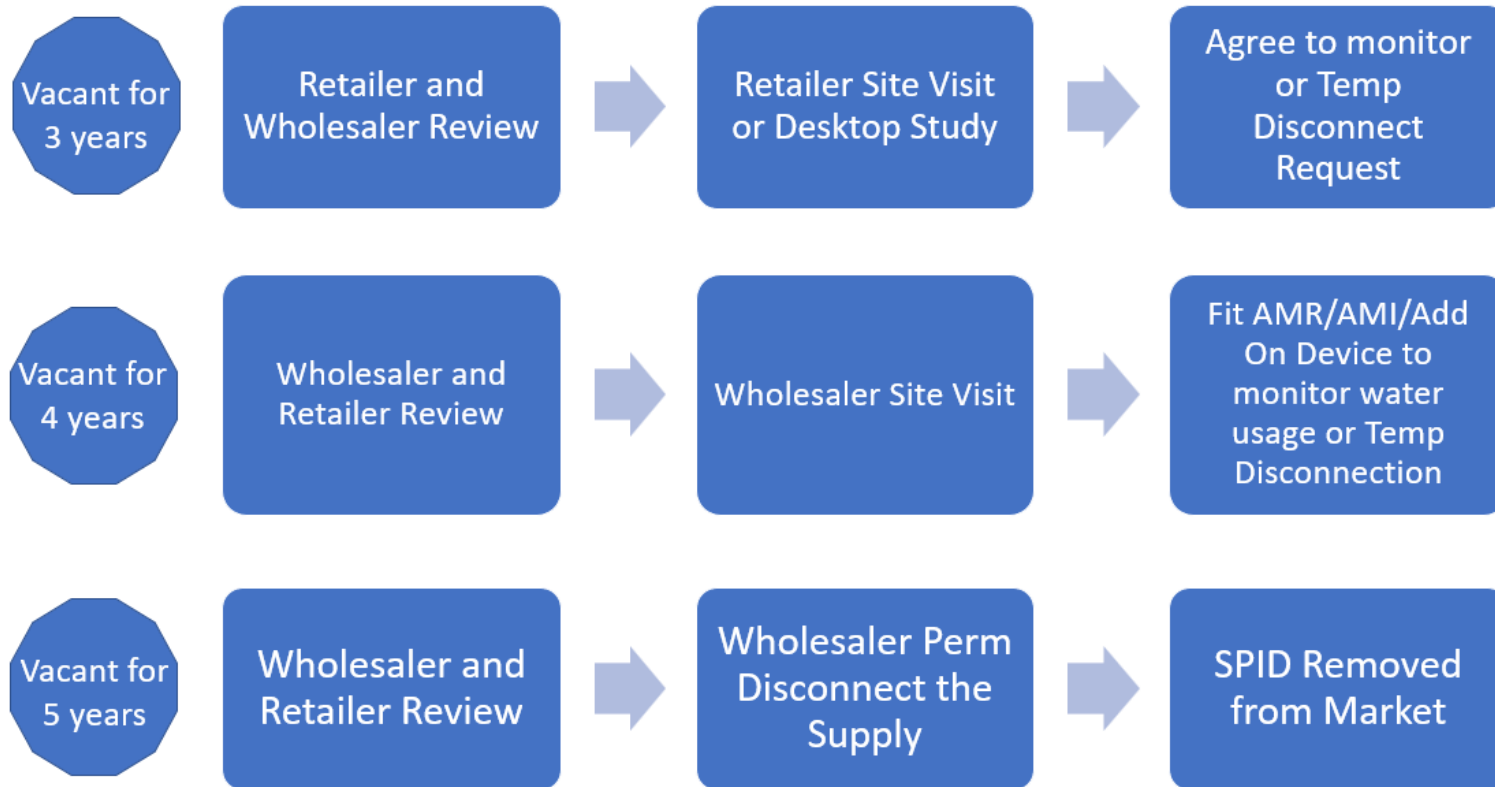 Vacant for
3 years
Retailer and
Wholesaler Review
Retailer Site Visit
or Desktop Study
Agree to monitor
or Temp
Disconnect
Request
Vacant for
4 years
Wholesaler and
Retailer Review
Wholesaler Site Visit
Fit AMR/AMI/Add
On Device to
monitor water
usage or Temp
Disconnection
Vacant for
5 years
Wholesaler and
Retailer Review
Wholesaler Perm
Disconnect the
Supply
SPID Removed
from Market